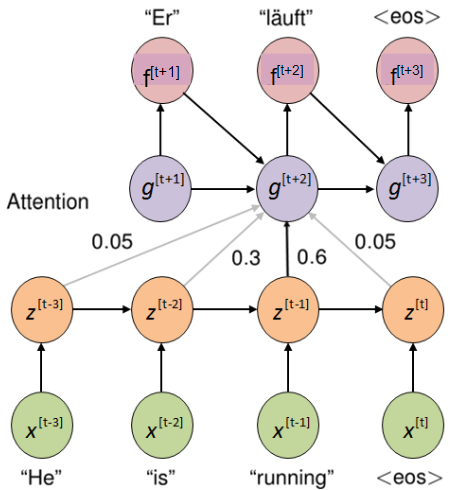 "Er" "läuft" <eos>
f[t+1] f[t+2] f[t+3]
g[t+1] g[t+2] g[t+3]
Attention
0.05 0.3 0.6 0.05
z[t-3] z[t-2] z[t-1] z[t]
x[t-3] x[t-2] x[t-1] x[t]
"He" "is" "running" <eos>